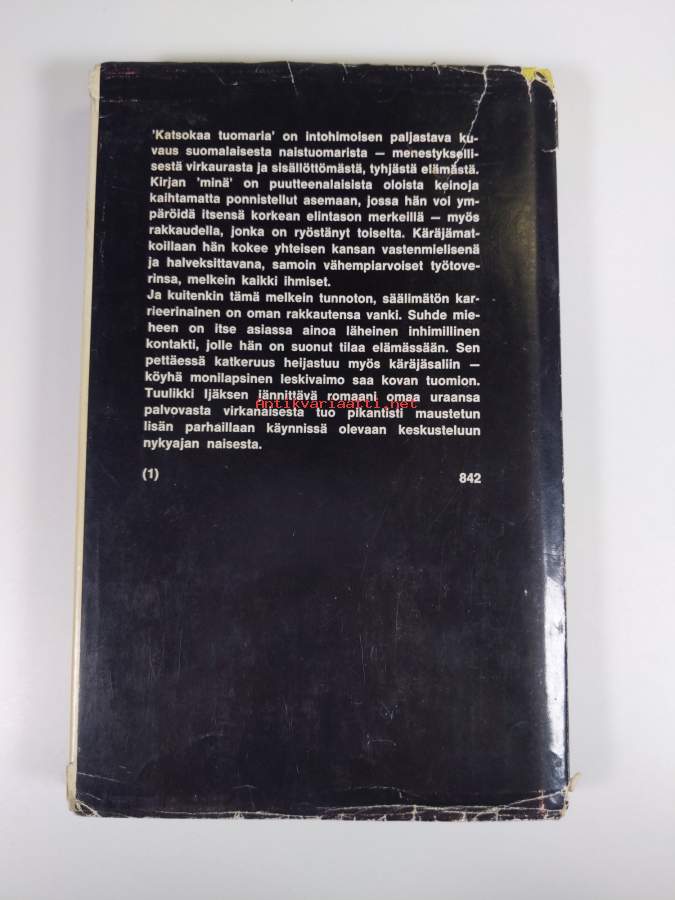 'Katsokaa tuomaria' on intohimoisen paljastava ku-
vaus suomalaisesta naistuomarista — menestykselli-
sestä virkaurasta ja sisällöttömästä, tyhjästä elämästä.
Kirjan 'minä' on puutteenalaisista oloista keinoja
kaihtamatta ponnistellut asemaan, jossa hän voi ym-
päröidä itsensä korkean elintason merkeillä — myös
rakkaudella, jonka on ryöstänyt toiselta. Käräjämat-
koillaan hän kokee yhteisen kansan vastenmielisenä
ja halveksittavana, samoin vähempiarvoiset työtove-
rinsa, melkein kaikki ihmiset.
Ja kuitenkin tämä melkein tunnoton, säälimätön kar-
rieerinainen on oman rakkautensa vanki. Suhde mie-
heen on itse asiassa ainoa läheinen inhimillinen
kontakti, jolle hän on suonut tilaa elämässään. Sen
pettäessä katkeruus heijastuu myös käräjäsaliin —
köyhä monilapsinen leskivaimo saa kovan tuomion.
Tuulikki Ijäksen jännittävä romaani omaa uraansa
Antikvariaatti.net
palvovasta virkanaisesta tuo pikantisti maustetun
lisän parhaillaan käynnissä olevaan keskusteluun
nykyajan naisesta.
(1) 842